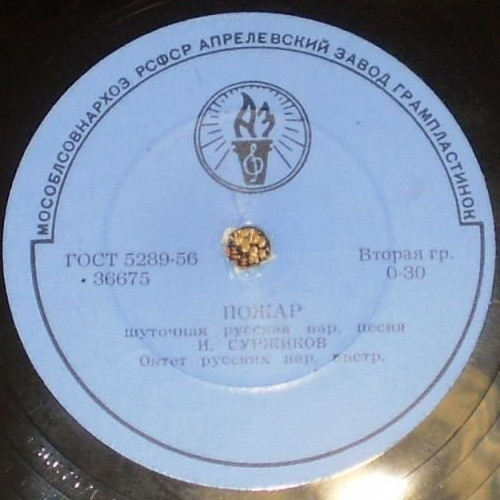 МОСОБЛСОВНАРХОЗ РСФСР АПРЕЛЕВСКИЙ ЗАВОД ГРАМПЛАСТИНОК
АЗ
ГОСТ 5289-56
Вторая гр.
• 36675
0-30
ПОЖАР
шуточная русская нар. песня
И. СУРЖИКОВ
Октет русских нар. инстр.